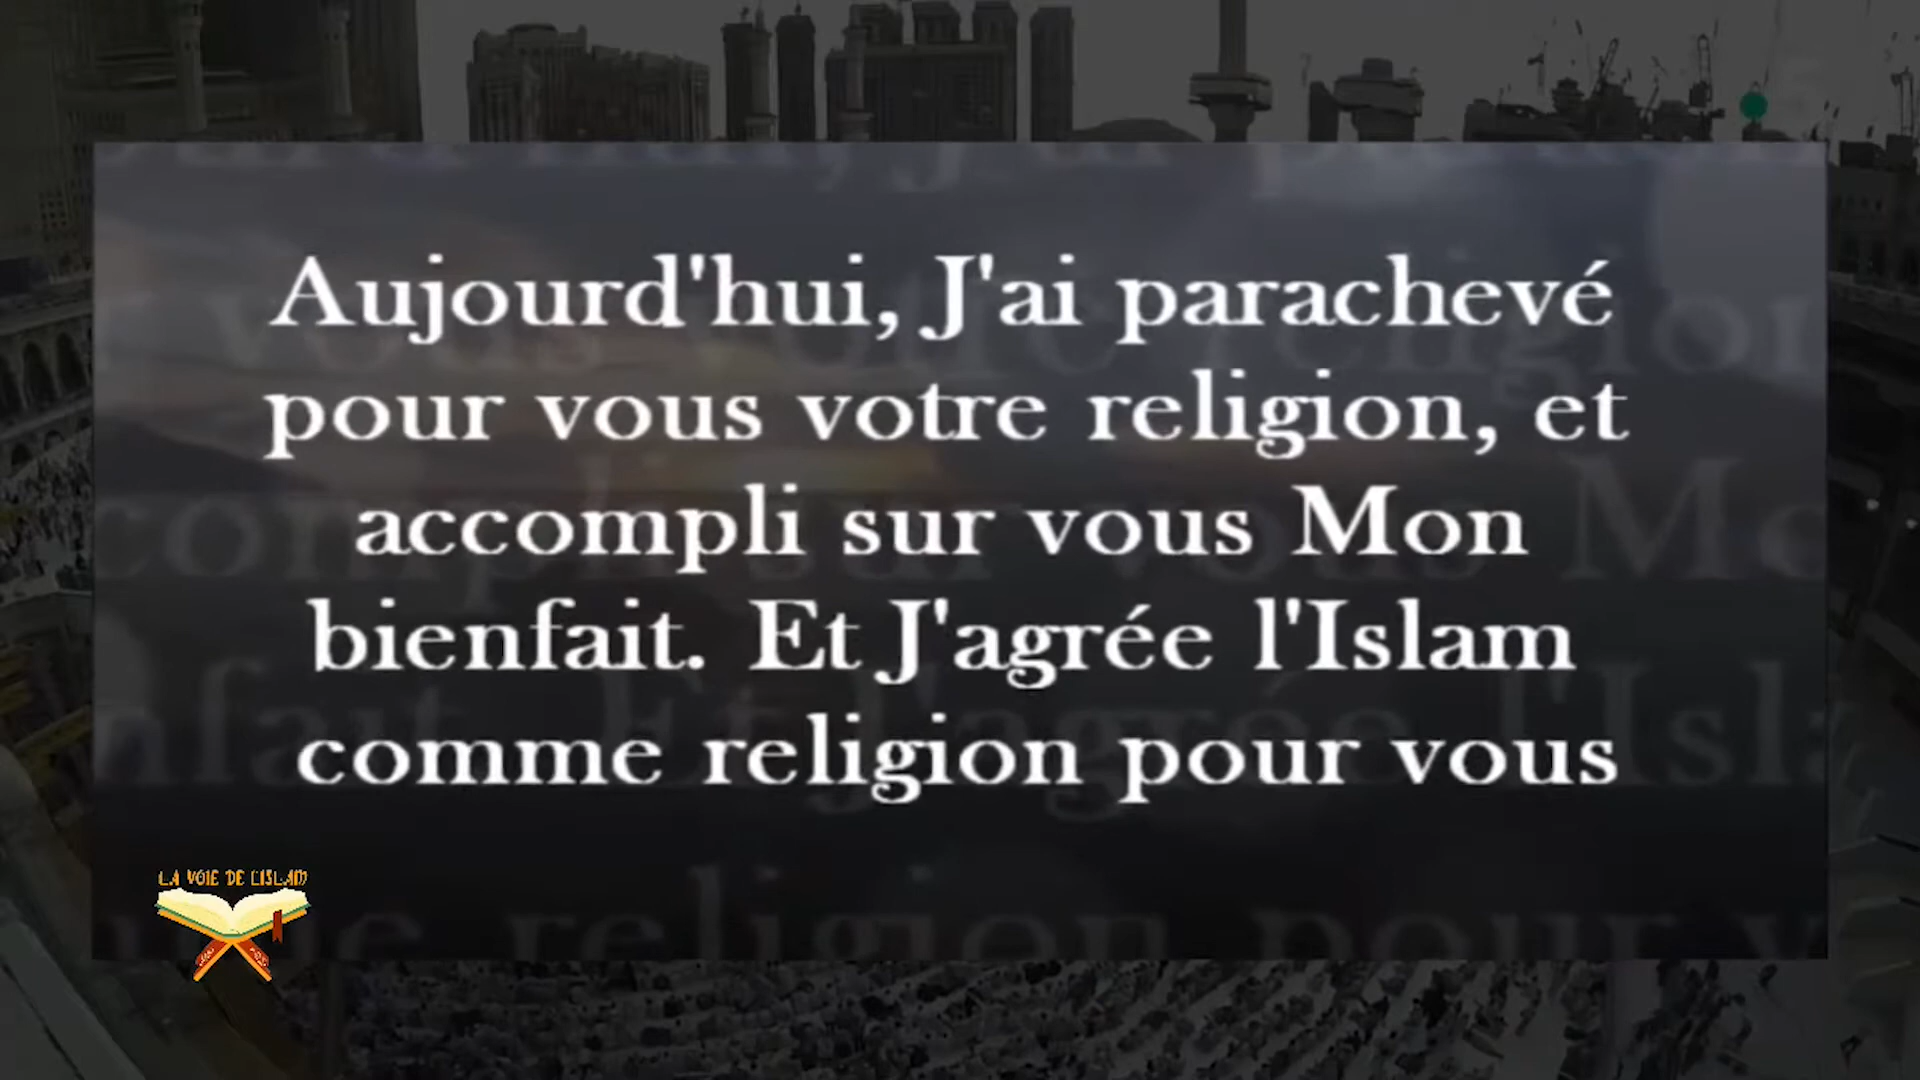 Aujourd'hui, J'ai parachevé
pour vous votre religion, et
accompli sur vous Mon
bienfait. Et J'agrée l'Islam
comme religion pour vous
LA VOIE DE L'ISLAM